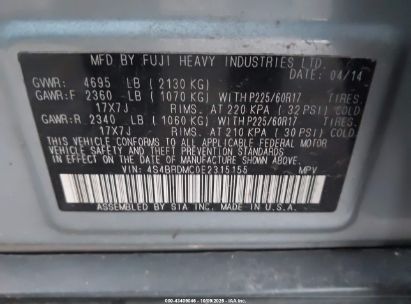 MFD BY FUJI HEAVY INDUSTRIES LTD.
DATE: 04/14
GVWR: 4695 LB ( 2130 KG)
GAWR:F 2360 LB ( 1070 KG) WITH P225/60R17 TIRES
17X7J RIMS. AT 220 KPA ( 32 PSI) COLD.
GAWR:R 2340 LB ( 1060 KG) WITH P225/60R17 TIRES
17X7J RIMS. AT 210 KPA ( 30 PSI) COLD.
THIS VEHICLE CONFORMS TO ALL APPLICABLE FEDERAL MOTOR
VEHICLE SAFETY AND THEFT PREVENTION STANDARDS IN EFFECT
ON THE DATE OF MANUFACTURE SHOWN ABOVE.
VIN: 4S4BRDMC0E2315155 MPV
ASSEMBLED BY SIA INC. MADE IN U.S.A.